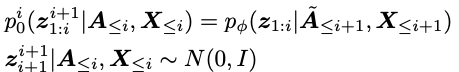 $p_0^i(\boldsymbol{z}_{1:i}^{i+1}|\boldsymbol{A}_{\leq i}, \boldsymbol{X}_{\leq i}) = p_\phi(\boldsymbol{z}_{1:i}|\tilde{\boldsymbol{A}}_{\leq i+1}, \boldsymbol{X}_{\leq i+1})$
$\boldsymbol{z}_{i+1}^{i+1}|\boldsymbol{A}_{\leq i}, \boldsymbol{X}_{\leq i} \sim N(0, I)$